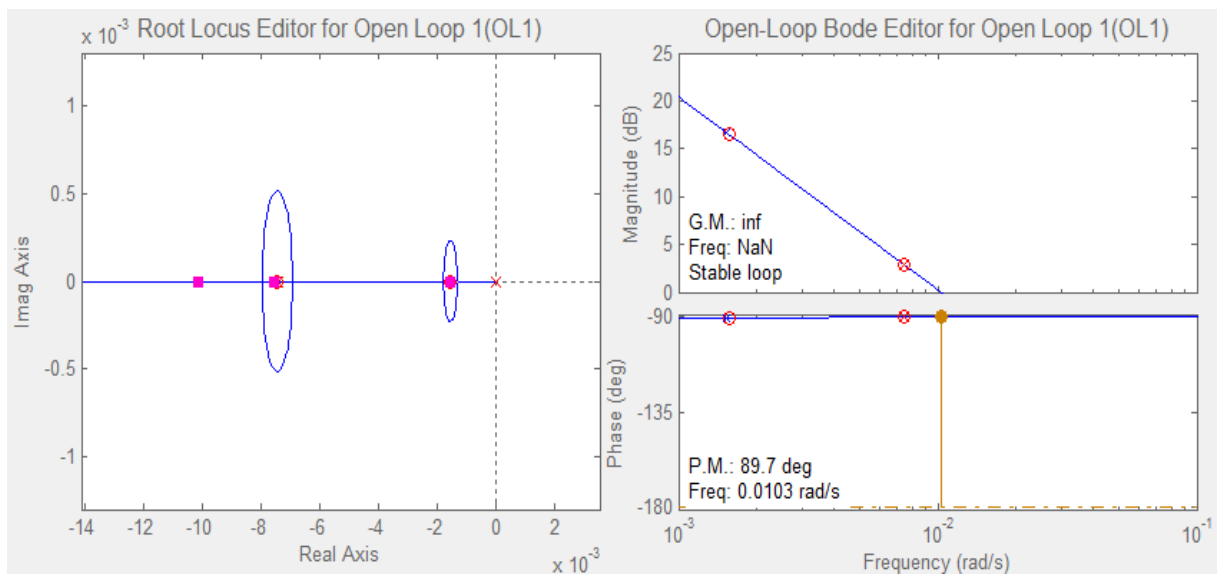 x 10⁻³ Root Locus Editor for Open Loop 1(OL1)
1
0.5
0
-0.5
-1
Imag Axis
-14 -12 -10 -8 -6 -4 -2 0 2
Real Axis
x 10⁻³
Open-Loop Bode Editor for Open Loop 1(OL1)
25
20
15
10
5
0
Magnitude (dB)
G.M.: inf
Freq: NaN
Stable loop
-90
-135
-180
Phase (deg)
P.M.: 89.7 deg
Freq: 0.0103 rad/s
10⁻³ 10⁻² 10⁻¹
Frequency (rad/s)